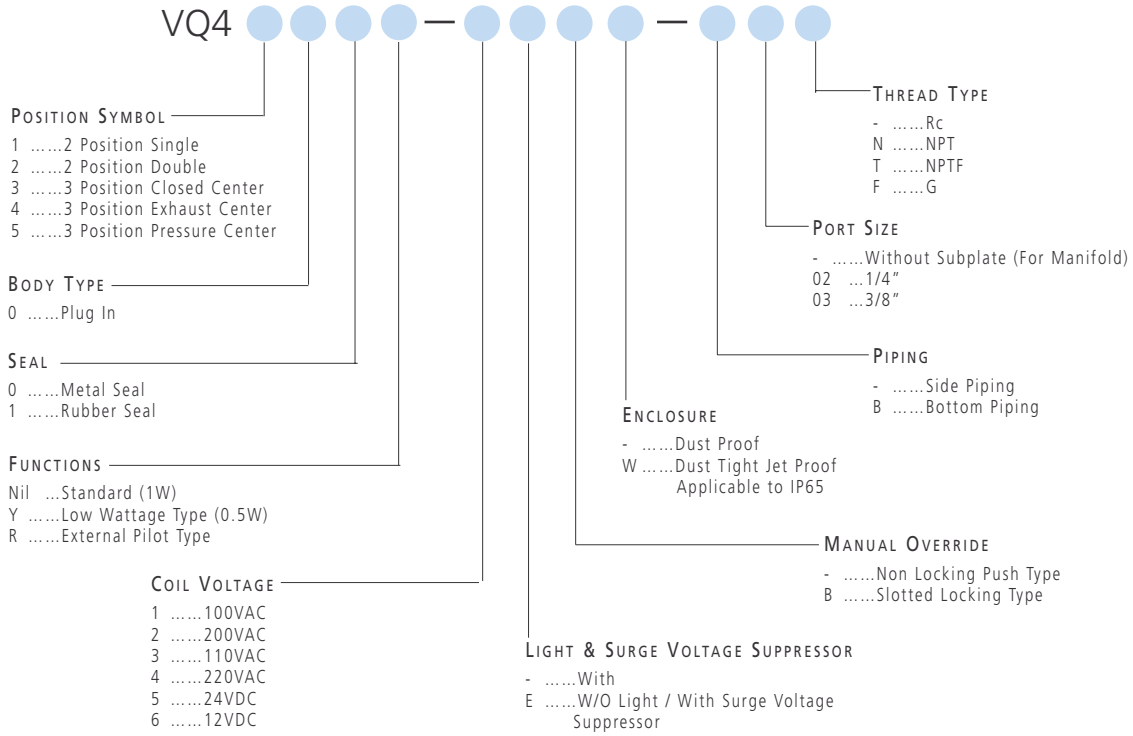 VQ4 — —
POSITION SYMBOL
1 ......2 Position Single
2 ......2 Position Double
3 ......3 Position Closed Center
4 ......3 Position Exhaust Center
5 ......3 Position Pressure Center
BODY TYPE
0 ......Plug In
SEAL
0 ......Metal Seal
1 ......Rubber Seal
FUNCTIONS
Nil ...Standard (1W)
Y ......Low Wattage Type (0.5W)
R ......External Pilot Type
COIL VOLTAGE
1 ......100VAC
2 ......200VAC
3 ......110VAC
4 ......220VAC
5 ......24VDC
6 ......12VDC
LIGHT & SURGE VOLTAGE SUPPRESSOR
- ......With
E ......W/O Light / With Surge Voltage
Suppressor
MANUAL OVERRIDE
- ......Non Locking Push Type
B ......Slotted Locking Type
ENCLOSURE
- ......Dust Proof
W ......Dust Tight Jet Proof
Applicable to IP65
PIPING
- ......Side Piping
B ......Bottom Piping
PORT SIZE
- ......Without Subplate (For Manifold)
02 ...1/4"
03 ...3/8"
THREAD TYPE
- ......Rc
N ......NPT
T ......NPTF
F ......G